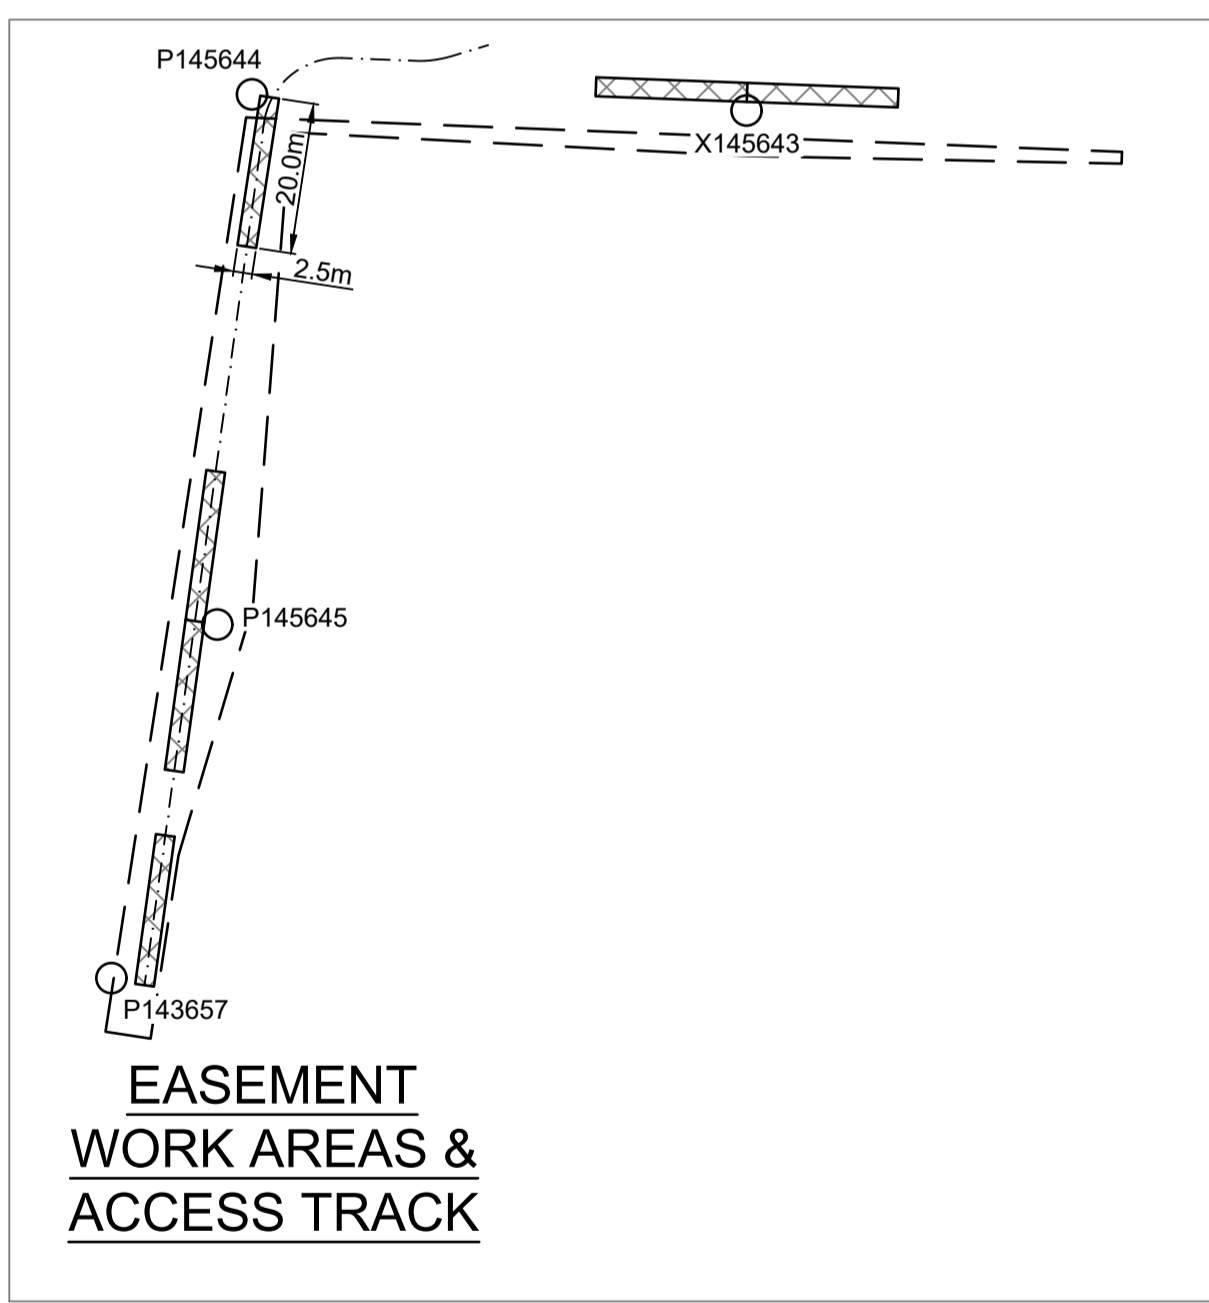 P145644
X145643
20.0m
2.5m
P145645
P143657
EASEMENT
WORK AREAS &
ACCESS TRACK